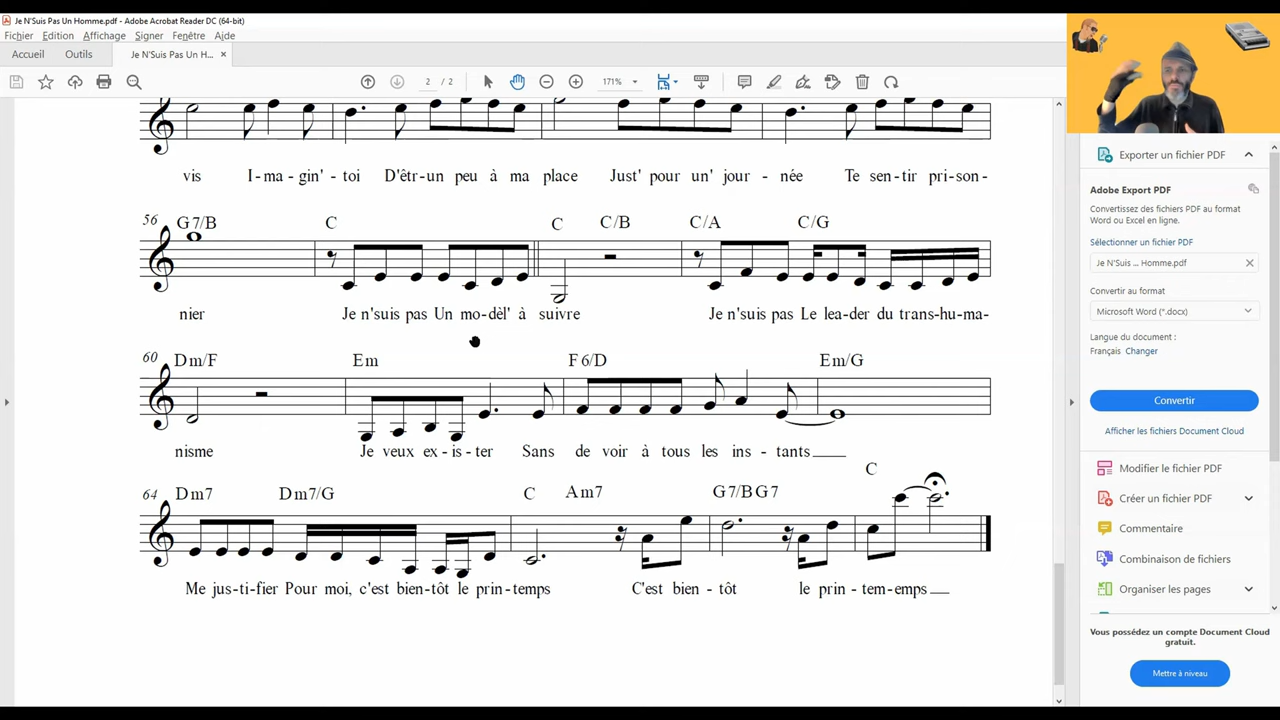 Je N'Suis Pas Un Homme.pdf - Adobe Acrobat Reader DC (64-bit)
Fichier Edition Affichage Signer Fenêtre Aide
Accueil Outils Je N'Suis Pas Un H... ×
2 / 2 171%
vis I-ma-gin'-toi D'êtr-un peu à ma place Just' pour un' jour - née Te sen-tir pri-son-
56 G7/B C C C/B C/A C/G
nier Je n'suis pas Un mo-dèl' à suivre Je n'suis pas Le lea-der du trans-hu-ma-
60 Dm/F Em F6/D Em/G
nisme Je veux ex-is-ter Sans de voir à tous les ins - tants
64 Dm7 Dm7/G C Am7 G7/B G7 C
Me jus-ti-fier Pour moi, c'est bien-tôt le prin-temps C'est bien - tôt le prin-tem-emps
Exporter un fichier PDF
Adobe Export PDF
Convertissez des fichiers PDF au format
Word ou Excel en ligne.
Sélectionner un fichier PDF
Je N'Suis ... Homme.pdf
Convertir au format
Microsoft Word (*.docx)
Langue du document :
Français Changer
Convertir
Afficher les fichiers Document Cloud
Modifier le fichier PDF
Créer un fichier PDF
Commentaire
Combinaison de fichiers
Organiser les pages
Vous possédez un compte Document Cloud
gratuit.
Mettre à niveau